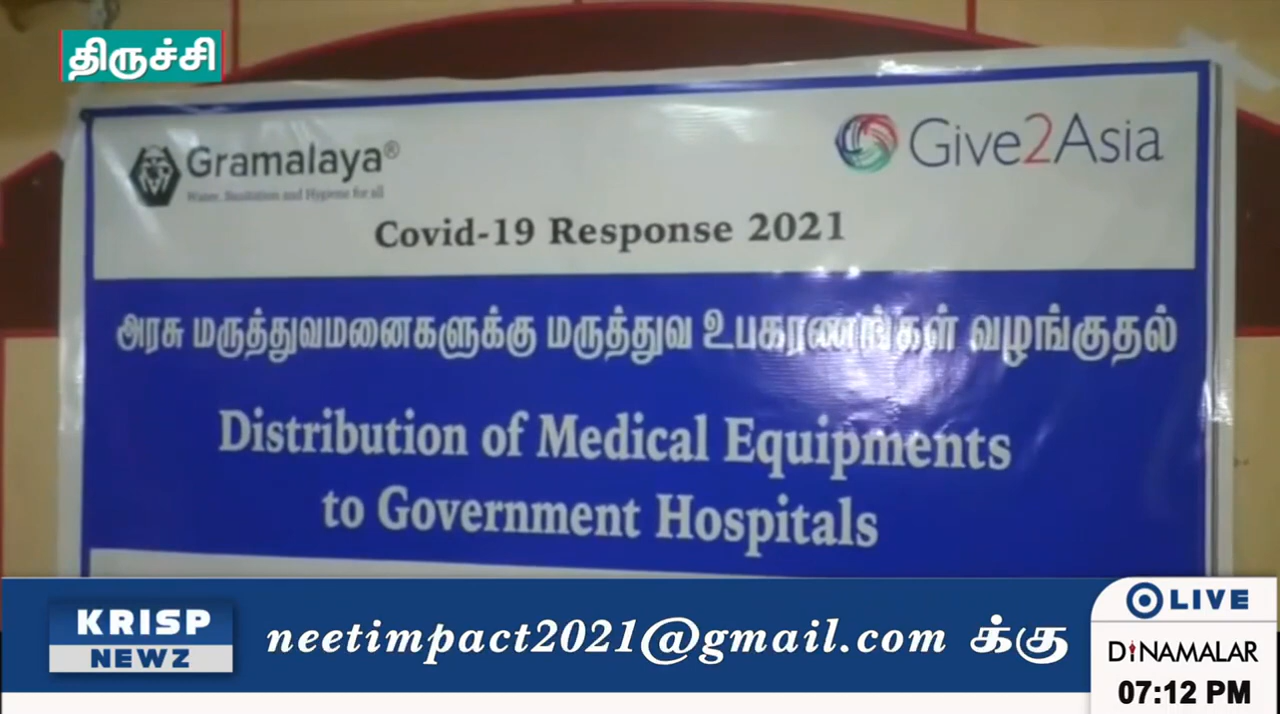 திருச்சி
Gramalaya®
Water, Sanitation and Hygiene for all
Give2Asia
Covid-19 Response 2021
அரசு மருத்துவமனைகளுக்கு மருத்துவ உபகரணங்கள் வழங்குதல்
Distribution of Medical Equipments
to Government Hospitals
KRISP
NEWZ
neetimpact2021@gmail.com க்கு
LIVE
DINAMALAR
07:12 PM